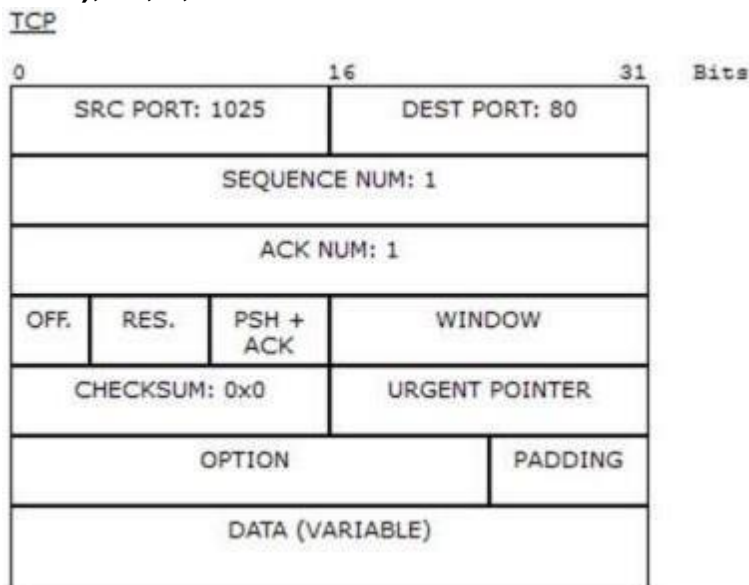 TCP
0 16 31 Bits
SRC PORT: 1025 DEST PORT: 80
SEQUENCE NUM: 1
ACK NUM: 1
OFF. RES. PSH + WINDOW
ACK
CHECKSUM: 0x0 URGENT POINTER
OPTION PADDING
DATA (VARIABLE)